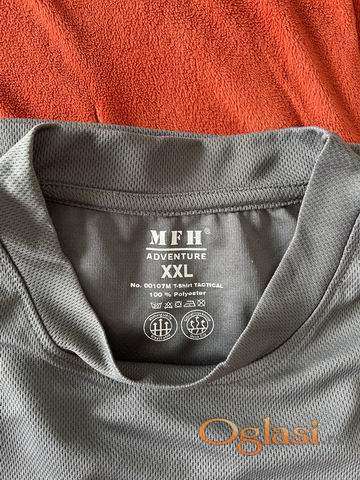 MFH®
ADVENTURE
XXL
No. 00107M T-Shirt TACTICAL
100 % Polyester
Oglasi